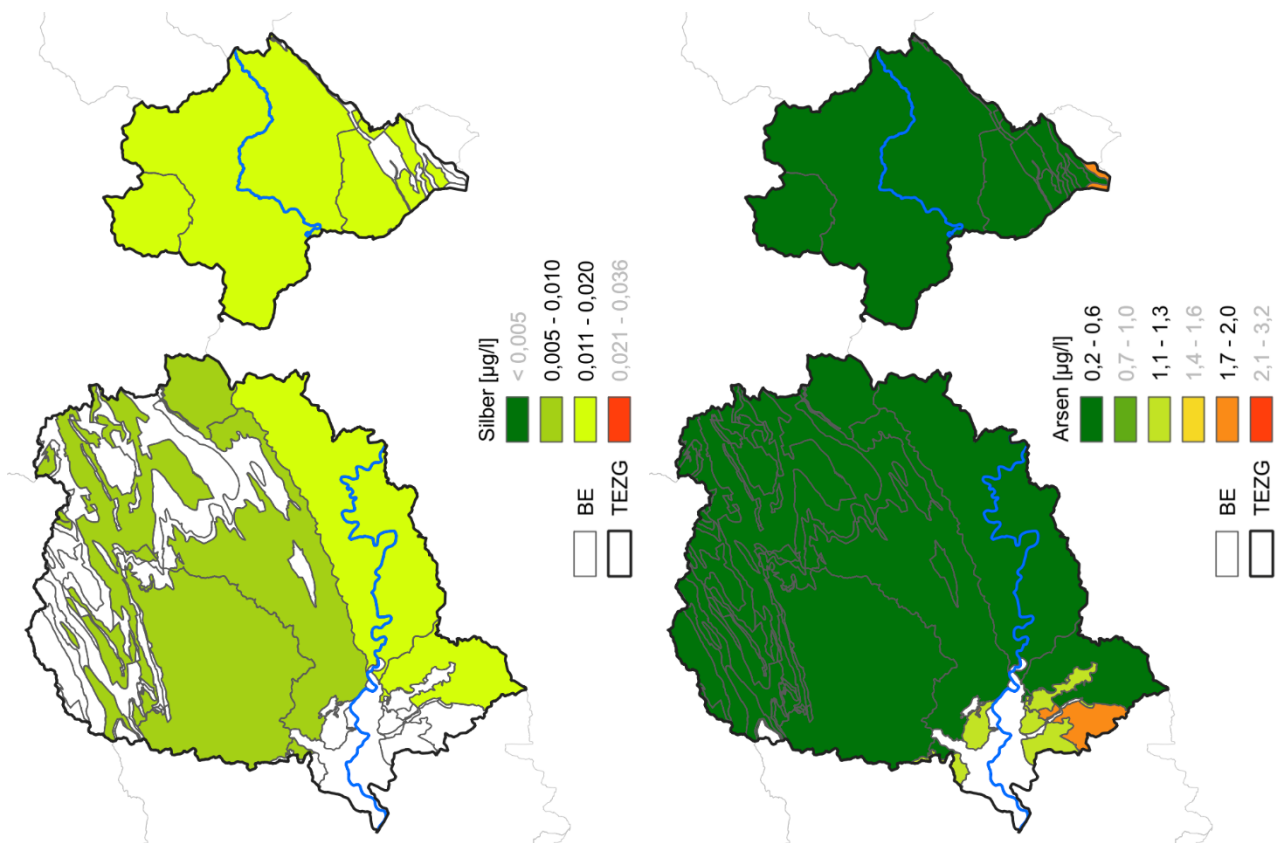 Silber [µg/l]
< 0,005
0,005 - 0,010
0,011 - 0,020
0,021 - 0,036
BE
TEZG
Arsen [µg/l]
0,2 - 0,6
0,7 - 1,0
1,1 - 1,3
1,4 - 1,6
1,7 - 2,0
2,1 - 3,2
BE
TEZG